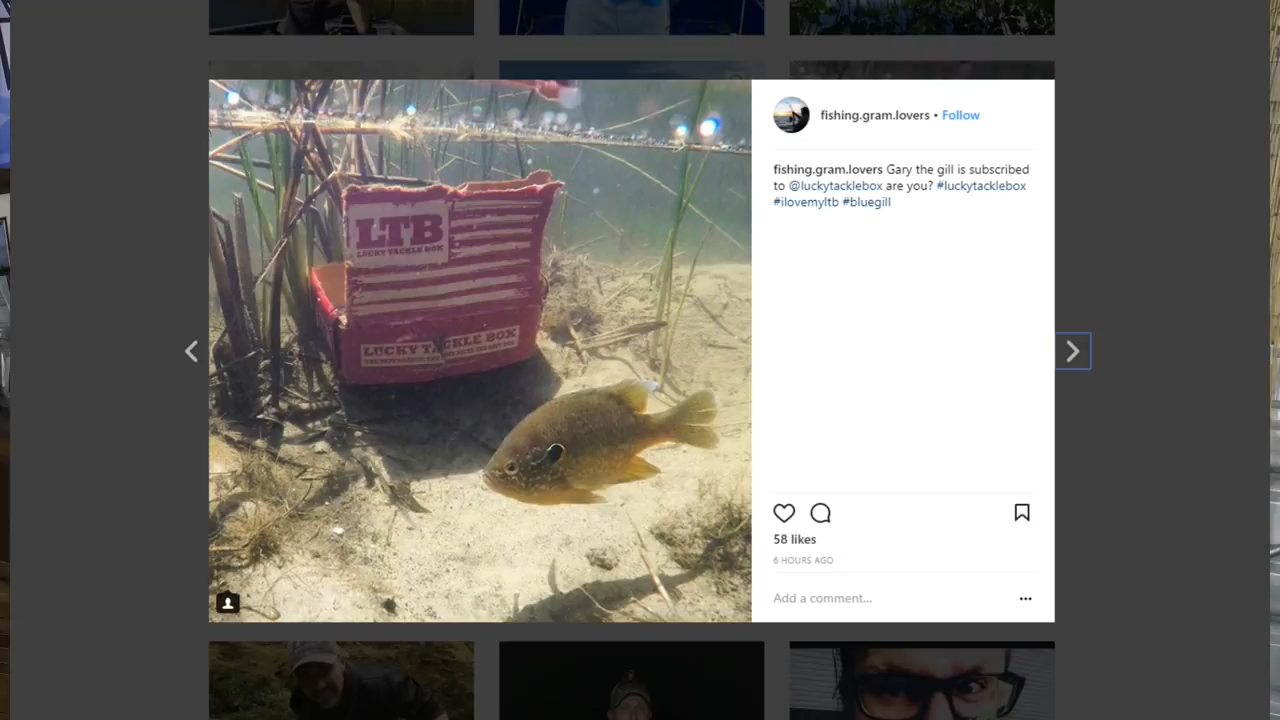 fishing.gram.lovers • Follow
fishing.gram.lovers Gary the gill is subscribed
to @luckytacklebox are you? #luckytacklebox
#ilovemyltb #bluegill
LTB
LUCKY TACKLE BOX
LUCKY TACKLE BOX
58 likes
6 HOURS AGO
Add a comment...